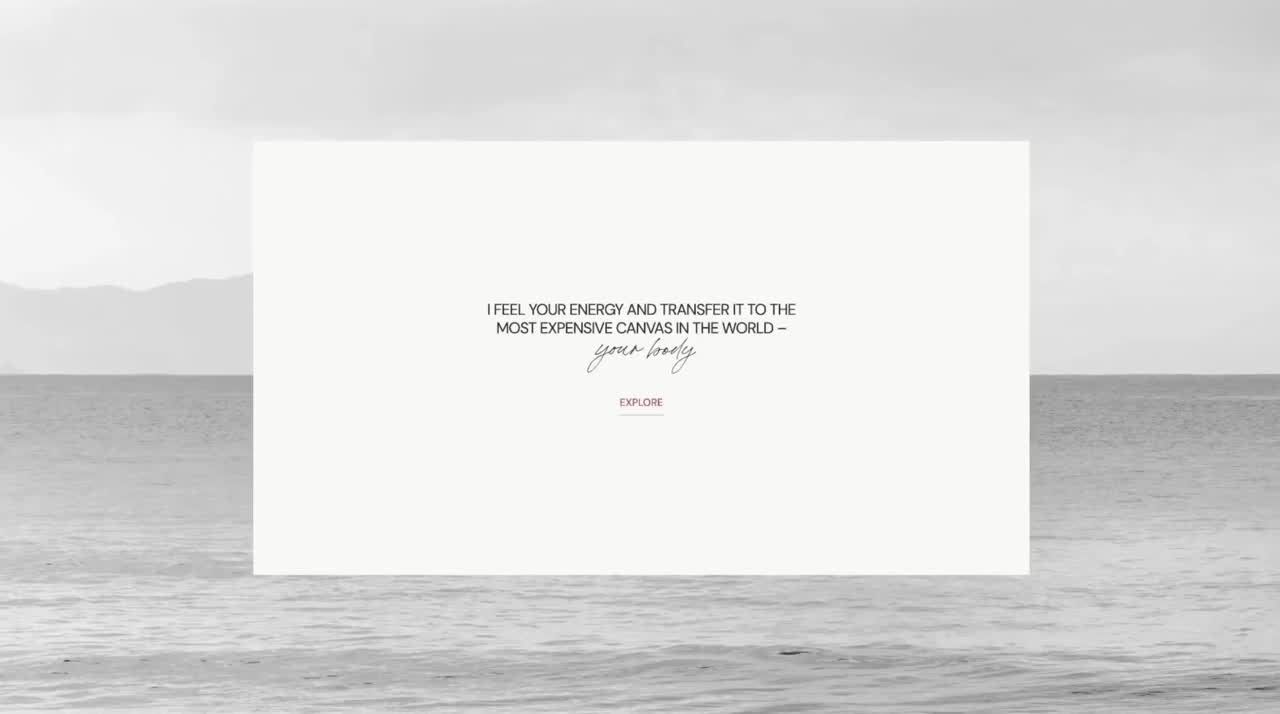 I FEEL YOUR ENERGY AND TRANSFER IT TO THE
MOST EXPENSIVE CANVAS IN THE WORLD –
your body
EXPLORE